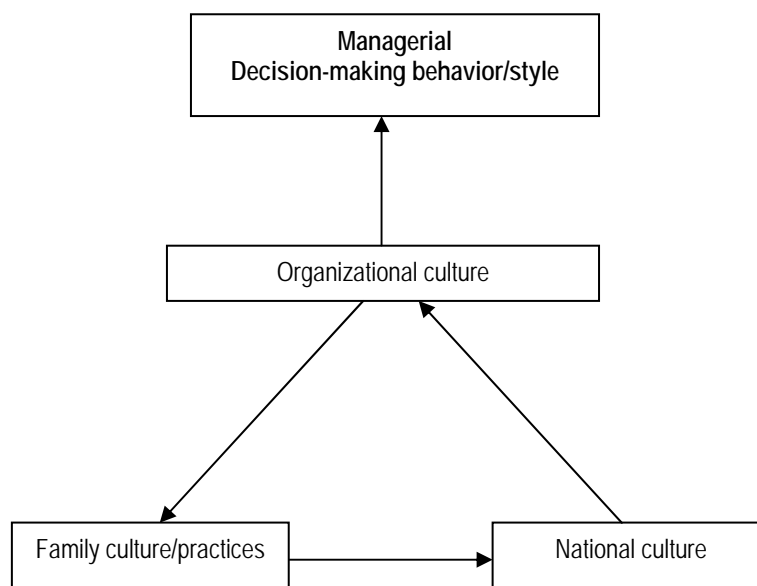 Managerial
Decision-making behavior/style
Organizational culture
Family culture/practices
National culture